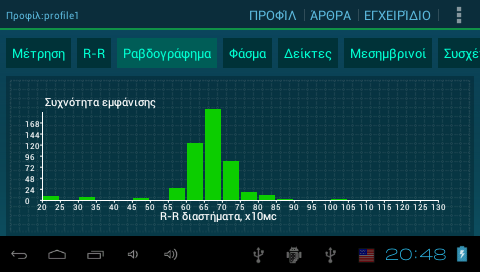 Προφίλ:profile1
ΠΡΟΦΊΛ ΆΡΘΡΑ ΕΓΧΕΙΡΊΔΙΟ
Μέτρηση R-R Ραβδογράφημα Φάσμα Δείκτες Μεσημβρινοί Συσχέ
Συχνότητα εμφάνισης
168
144
120
96
72
48
24
0
20 25 30 35 40 45 50 55 60 65 70 75 80 85 90 95 100 105 110 115 120 125 130
R-R διαστήματα, x10мс
20:48